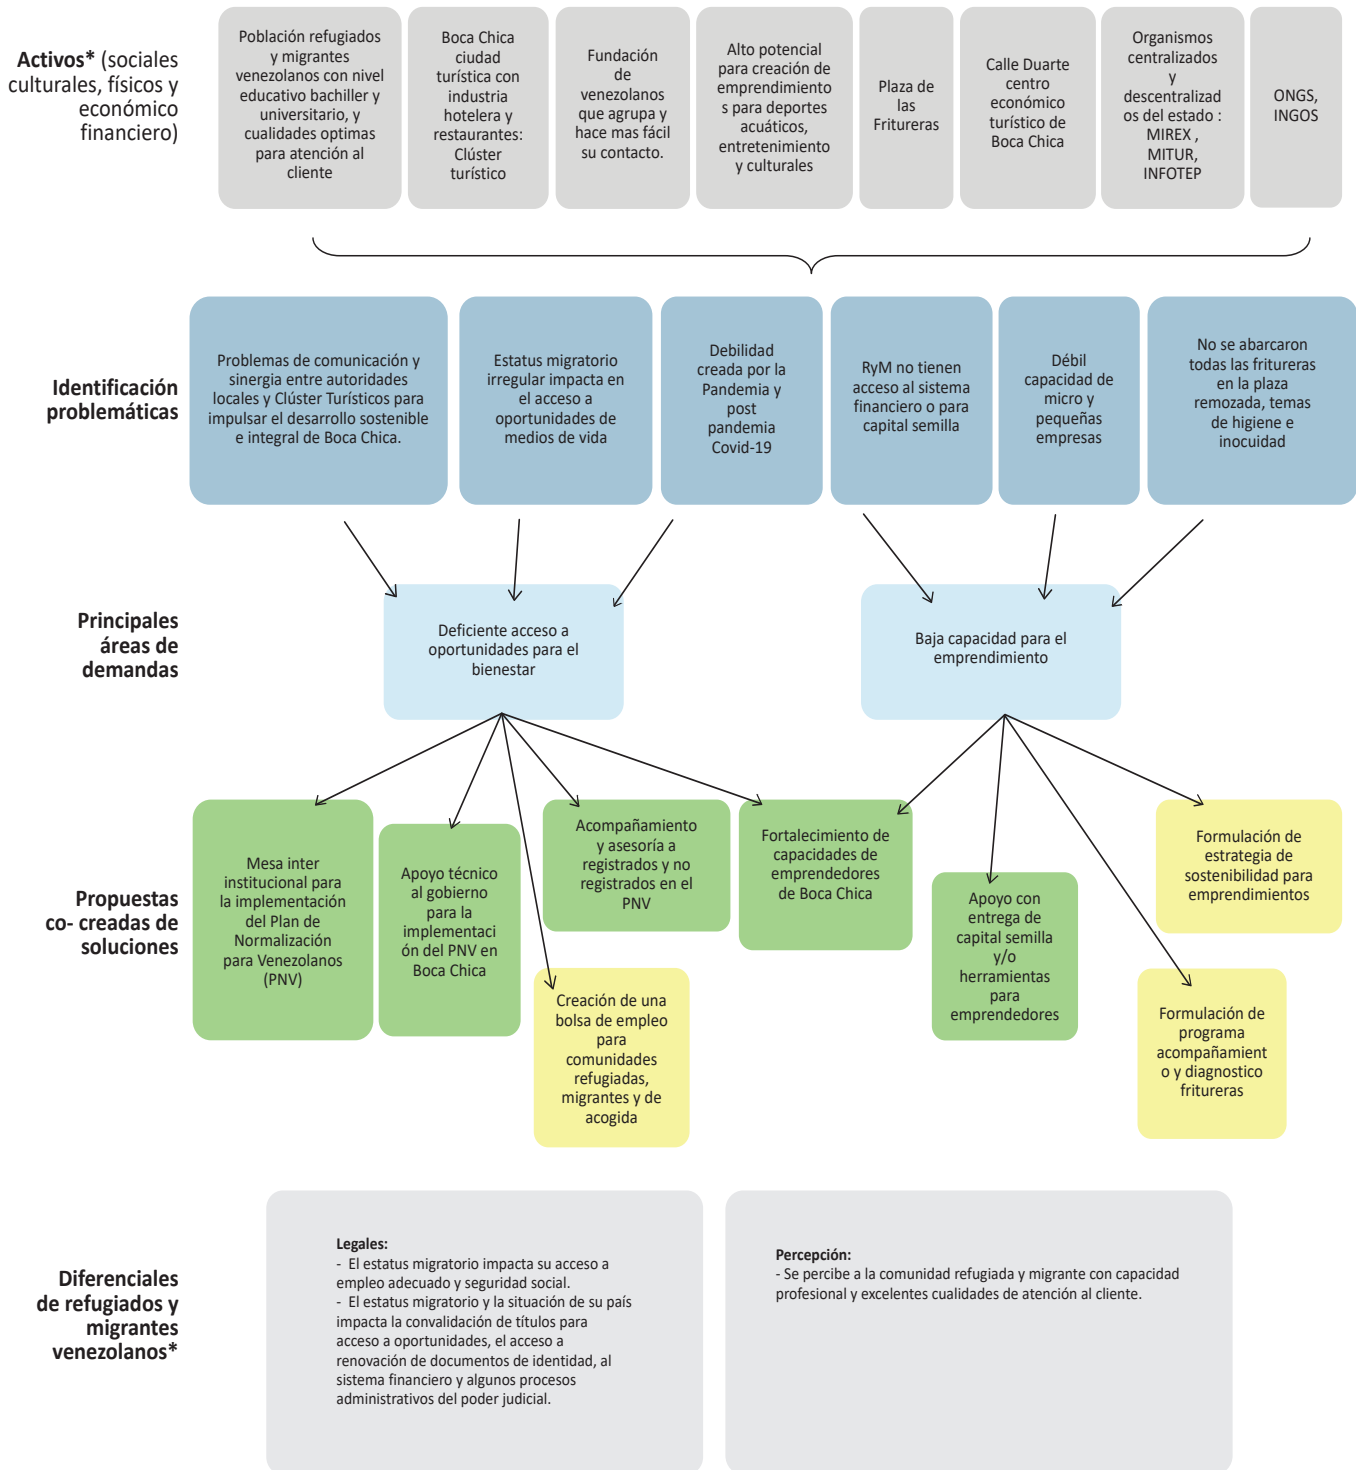 Activos* (sociales
culturales, físicos y
económico
financiero)
Población refugiados
y migrantes
venezolanos con nivel
educativo bachiller y
universitario, y
cualidades optimas
para atención al
cliente
Boca Chica
ciudad
turística con
industria
hotelera y
restaurantes:
Clúster
turístico
Fundación
de
venezolanos
que agrupa y
hace mas fácil
su contacto.
Alto potencial
para creación de
emprendimiento
s para deportes
acuáticos,
entretenimiento
y culturales
Plaza de
las
Fritureras
Calle Duarte
centro
económico
turístico de
Boca Chica
Organismos
centralizados
y
descentralizad
os del estado :
MIREX ,
MITUR,
INFOTEP
ONGS,
INGOS
Identificación
problemáticas
Problemas de comunicación y
sinergia entre autoridades
locales y Clúster Turísticos para
impulsar el desarrollo sostenible
e integral de Boca Chica.
Estatus migratorio
irregular impacta en
el acceso a
oportunidades de
medios de vida
Debilidad
creada por la
Pandemia y
post
pandemia
Covid-19
RyM no tienen
acceso al sistema
financiero o para
capital semilla
Débil
capacidad de
micro y
pequeñas
empresas
No se abarcaron
todas las fritureras
en la plaza
remozada, temas
de higiene e
inocuidad
Principales
áreas de
demandas
Deficiente acceso a
oportunidades para el
bienestar
Baja capacidad para el
emprendimiento
Propuestas
co- creadas de
soluciones
Mesa inter
institucional para
la implementación
del Plan de
Normalización
para Venezolanos
(PNV)
Apoyo técnico
al gobierno
para la
implementaci
ón del PNV en
Boca Chica
Acompañamiento
y asesoría a
registrados y no
registrados en el
PNV
Creación de una
bolsa de empleo
para
comunidades
refugiadas,
migrantes y de
acogida
Fortalecimiento de
capacidades de
emprendedores
de Boca Chica
Apoyo con
entrega de
capital semilla
y/o
herramientas
para
emprendedores
Formulación de
estrategia de
sostenibilidad para
emprendimientos
Formulación de
programa
acompañamient
o y diagnostico
fritureras
Diferenciales
de refugiados y
migrantes
venezolanos*
Legales:
- El estatus migratorio impacta su acceso a
empleo adecuado y seguridad social.
- El estatus migratorio y la situación de su país
impacta la convalidación de títulos para
acceso a oportunidades, el acceso a
renovación de documentos de identidad, al
sistema financiero y algunos procesos
administrativos del poder judicial.
Percepción:
- Se percibe a la comunidad refugiada y migrante con capacidad
profesional y excelentes cualidades de atención al cliente.